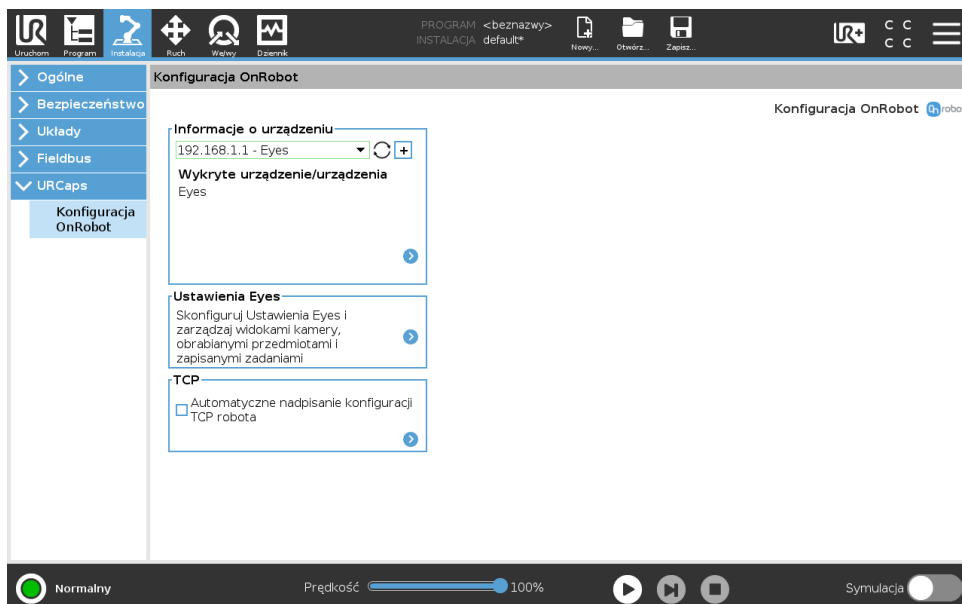 PROGRAM <beznazwy>
INSTALACJA default*
Uruchom Program Instalacja Ruch We/wy Dziennik Nowy... Otwórz... Zapisz...
UR+
C C
C C
Ogólne
Bezpieczeństwo
Układy
Fieldbus
URCaps
Konfiguracja
OnRobot
Konfiguracja OnRobot
Konfiguracja OnRobot On robo
Informacje o urządzeniu
192.168.1.1 - Eyes
Wykryte urządzenie/urządzenia
Eyes
Ustawienia Eyes
Skonfiguruj Ustawienia Eyes i
zarządzaj widokami kamery,
obrabianymi przedmiotami i
zapisanymi zadaniami
TCP
Automatyczne nadpisanie konfiguracji
TCP robota
Normalny
Prędkość 100%
Symulacja